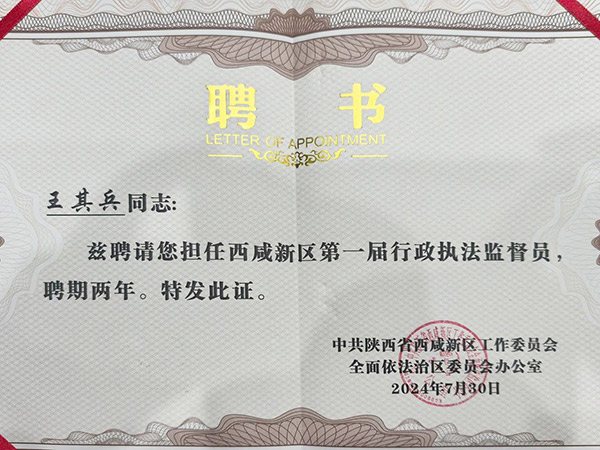 聘 书
LETTER OF APPOINTMENT
王其兵同志:
兹聘请您担任西咸新区第一届行政执法监督员,
聘期两年。特发此证。
中共陕西省西咸新区工作委员会
全面依法治区委员会办公室
2024年7月30日